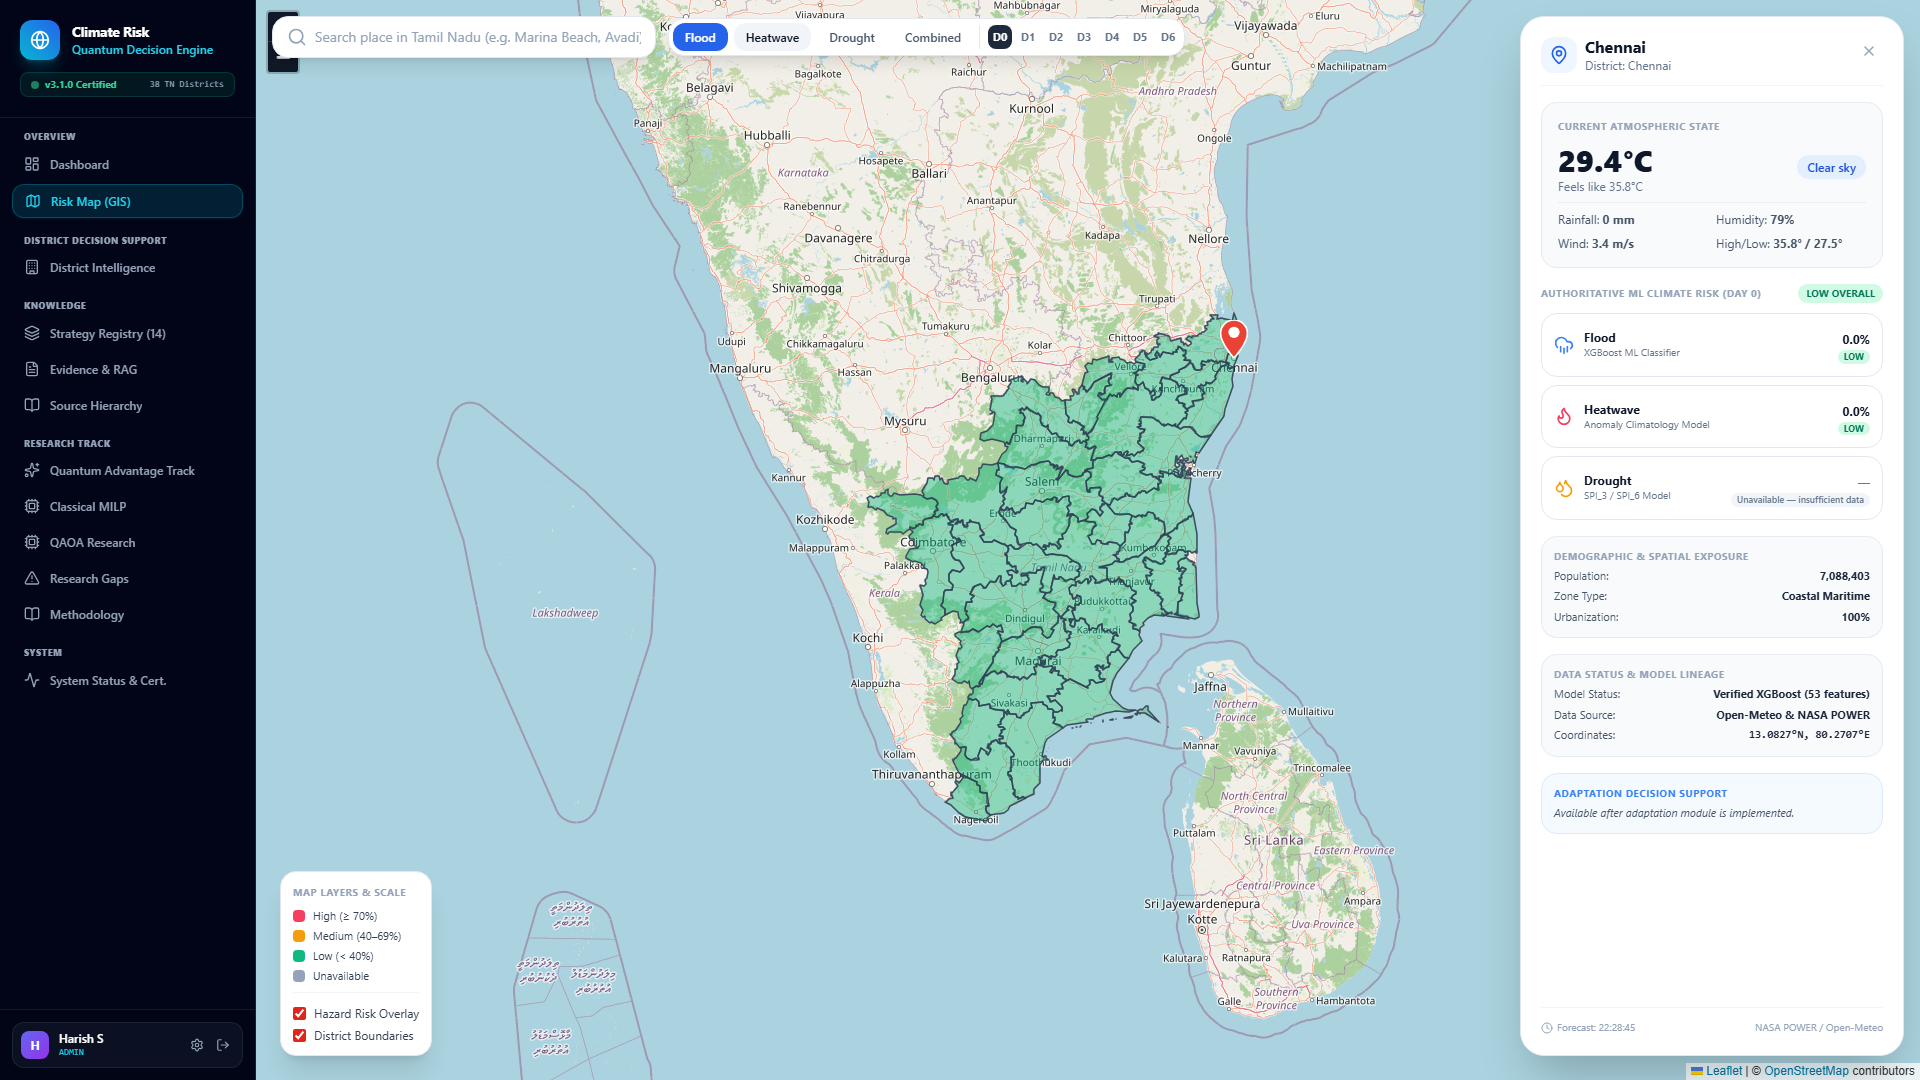 Climate Risk
Quantum Decision Engine
v3.1.0 Certified
38 TN Districts
OVERVIEW
Dashboard
Risk Map (GIS)
DISTRICT DECISION SUPPORT
District Intelligence
KNOWLEDGE
Strategy Registry (14)
Evidence & RAG
Source Hierarchy
RESEARCH TRACK
Quantum Advantage Track
Classical MILP
QAOA Research
Research Gaps
Methodology
SYSTEM
System Status & Cert.
H
Harish S
ADMIN
Search place in Tamil Nadu (e.g. Marina Beach, Avadi)
Flood
Heatwave
Drought
Combined
D0
D1
D2
D3
D4
D5
D6
Mahbubnagar
Miryalaguda
Eluru
Vijayapura
Vijayawada
Bagalkote
Raichur
Guntur
Machilipatnam
Belagavi
Andhra Pradesh
Kurnool
Panaji
Hubballi
Ongole
Hosapete
Ballari
Karnataka
Anantapur
Ranebennur
Kadapa
Nellore
Davanagere
Chitradurga
Shivamogga
Tirupati
Tumakuru
Udupi
Chikkamagaluru
Kolar
Chittoor
Mangaluru
Hassan
Bengaluru
Vellore
Chennai
Kanchipuram
Mysuru
Dharmapuri
Kannur
Salem
Puducherry
Erode
Kozhikode
Coimbatore
Malappuram
Kumbakonam
Palakkad
Tamil Nadu
Thanjavur
Kerala
Pudukkottai
Lakshadweep
Dindigul
Karaikudi
Kochi
Madurai
Alappuzha
Jaffna
Sivakasi
Northern
Province
Mullaitivu
Mannar
Vavuniya
Kollam
Thoothukudi
Trincomalee
Thiruvananthapuram
North Central
Province
Nagercoil
Puttalam
Sri Lanka
Eastern Province
Central Province
Sri Jayewardenepura
Kotte
Ampara
Uva Province
Kalutara
Ratnapura
Southern
Province
Galle
Hambantota
MAP LAYERS & SCALE
High (≥ 70%)
Medium (40–69%)
Low (< 40%)
Unavailable
Hazard Risk Overlay
District Boundaries
Chennai
District: Chennai
CURRENT ATMOSPHERIC STATE
29.4°C
Clear sky
Feels like 35.8°C
Rainfall: 0 mm
Humidity: 79%
Wind: 3.4 m/s
High/Low: 35.8° / 27.5°
AUTHORITATIVE ML CLIMATE RISK (DAY 0)
LOW OVERALL
Flood
XGBoost ML Classifier
0.0%
LOW
Heatwave
Anomaly Climatology Model
0.0%
LOW
Drought
SPI_3 / SPI_6 Model
—
Unavailable — insufficient data
DEMOGRAPHIC & SPATIAL EXPOSURE
Population: 7,088,403
Zone Type: Coastal Maritime
Urbanization: 100%
DATA STATUS & MODEL LINEAGE
Model Status: Verified XGBoost (53 features)
Data Source: Open-Meteo & NASA POWER
Coordinates: 13.0827°N, 80.2707°E
ADAPTATION DECISION SUPPORT
Available after adaptation module is implemented.
Forecast: 22:28:45
NASA POWER / Open-Meteo
Leaflet | © OpenStreetMap contributors